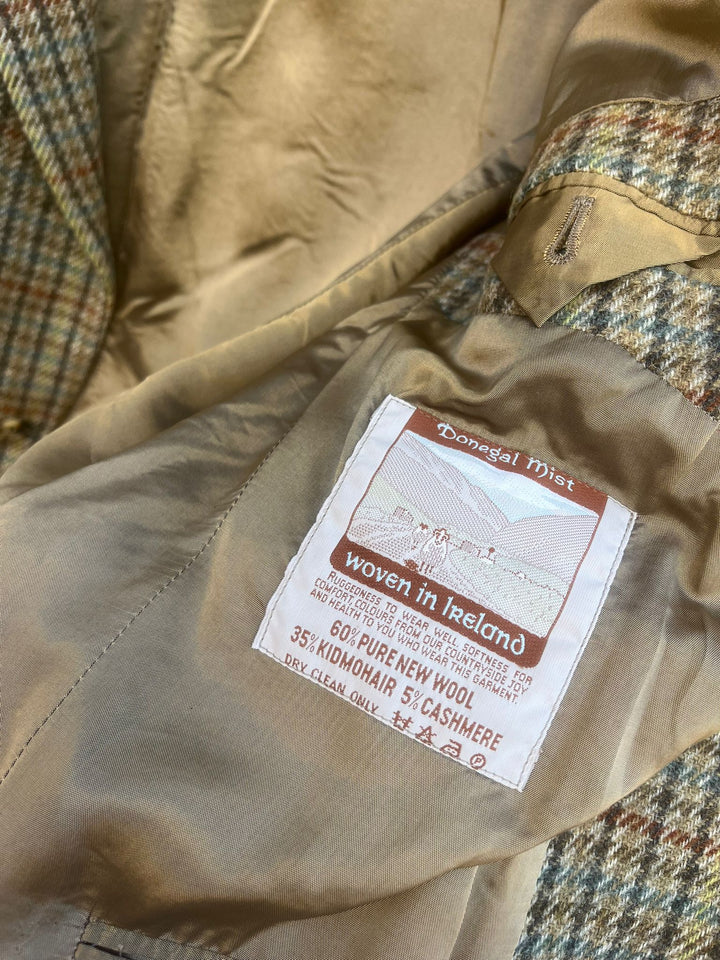 Donegal Mist
woven in Ireland
RUGGEDNESS TO WEAR WELL, SOFTNESS FOR
COMFORT COLOURS FROM OUR COUNTRYSIDE JOY
AND HEALTH TO YOU WHO WEAR THIS GARMENT.
60% PURE NEW WOOL
35% KIDMOHAIR 5% CASHMERE
DRY CLEAN ONLY
P